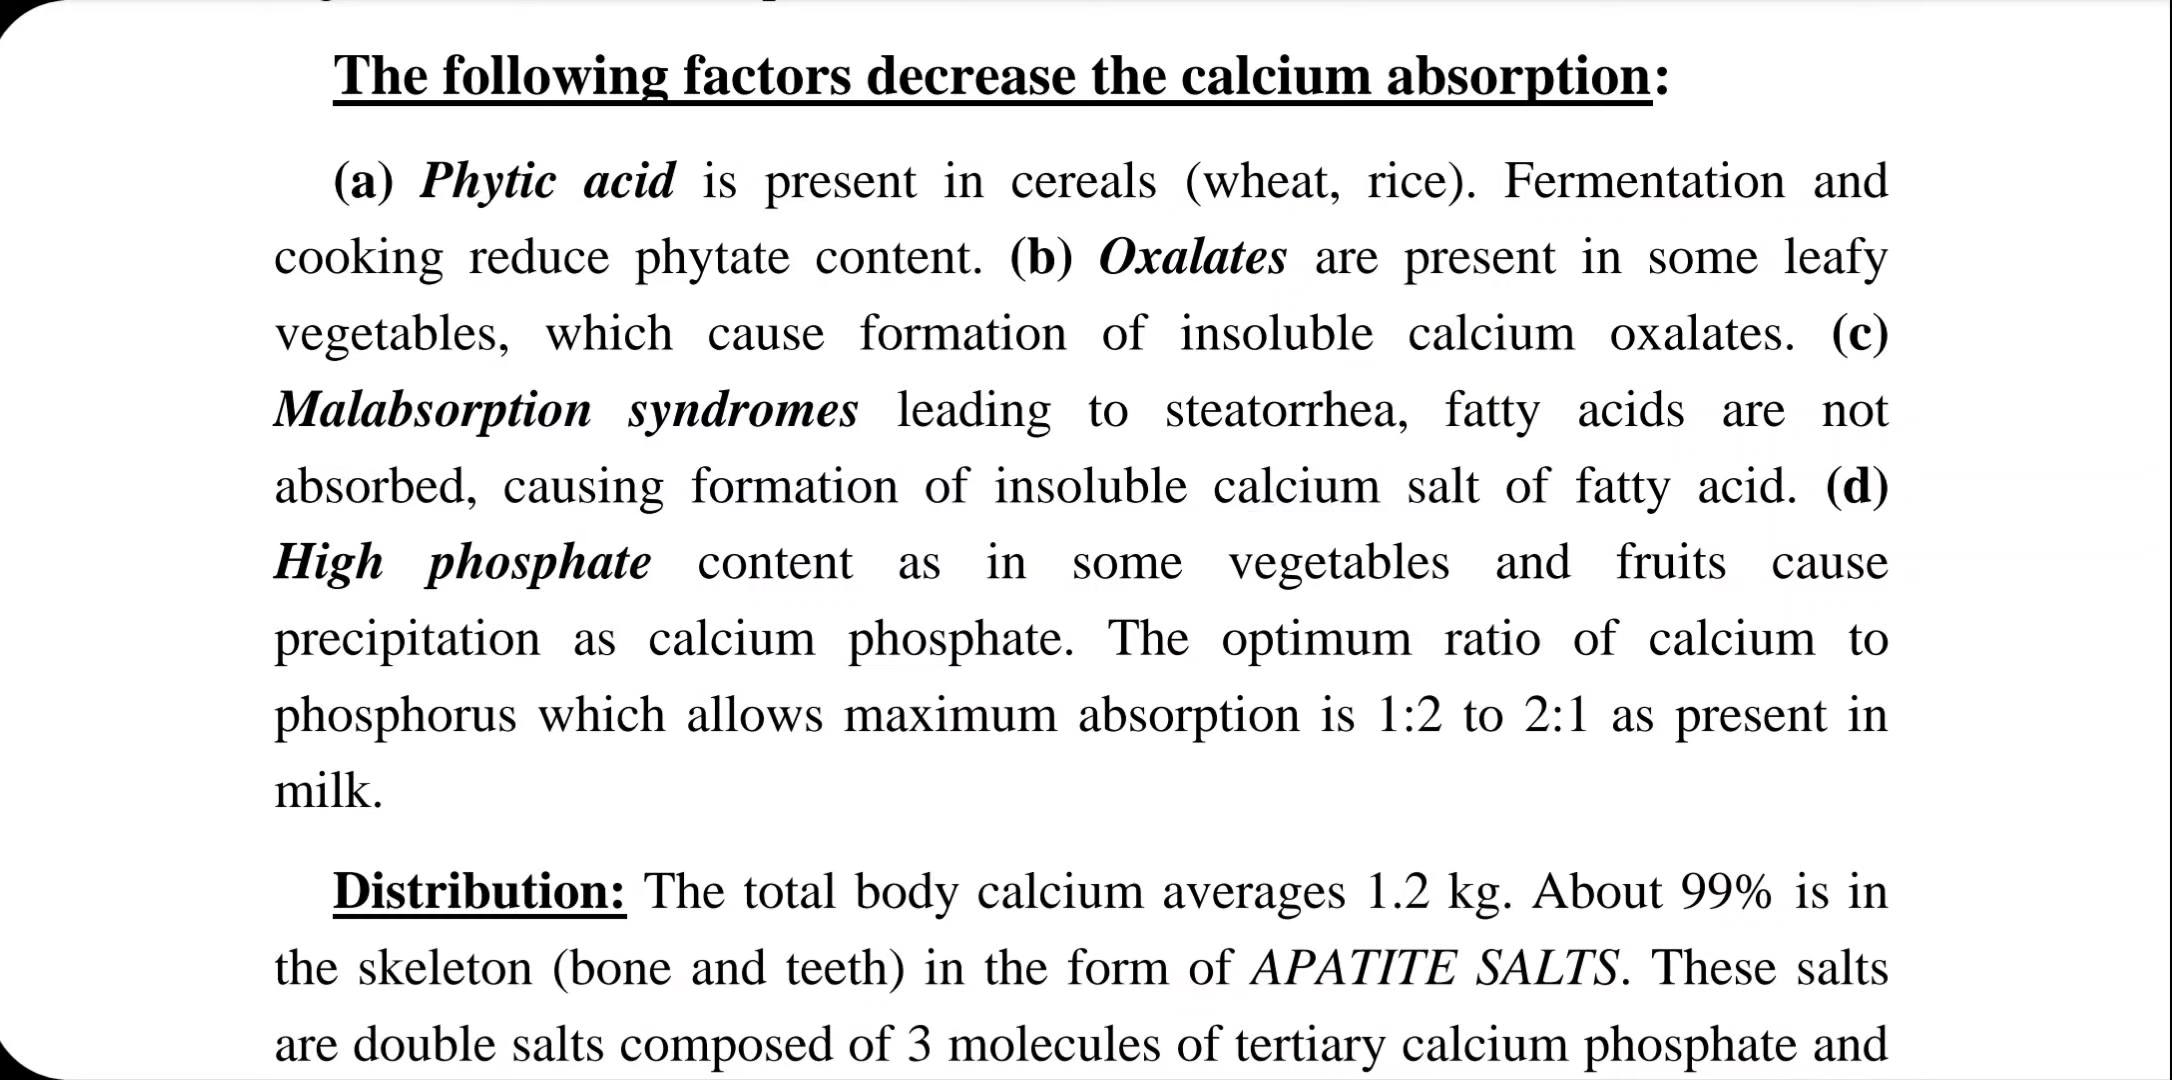 The following factors decrease the calcium absorption:
(a) Phytic acid is present in cereals (wheat, rice). Fermentation and
cooking reduce phytate content. (b) Oxalates are present in some leafy
vegetables, which cause formation of insoluble calcium oxalates. (c)
Malabsorption syndromes leading to steatorrhea, fatty acids are not
absorbed, causing formation of insoluble calcium salt of fatty acid. (d)
High phosphate content as in some vegetables and fruits cause
precipitation as calcium phosphate. The optimum ratio of calcium to
phosphorus which allows maximum absorption is 1:2 to 2:1 as present in
milk.
Distribution: The total body calcium averages 1.2 kg. About 99% is in
the skeleton (bone and teeth) in the form of APATITE SALTS. These salts
are double salts composed of 3 molecules of tertiary calcium phosphate and